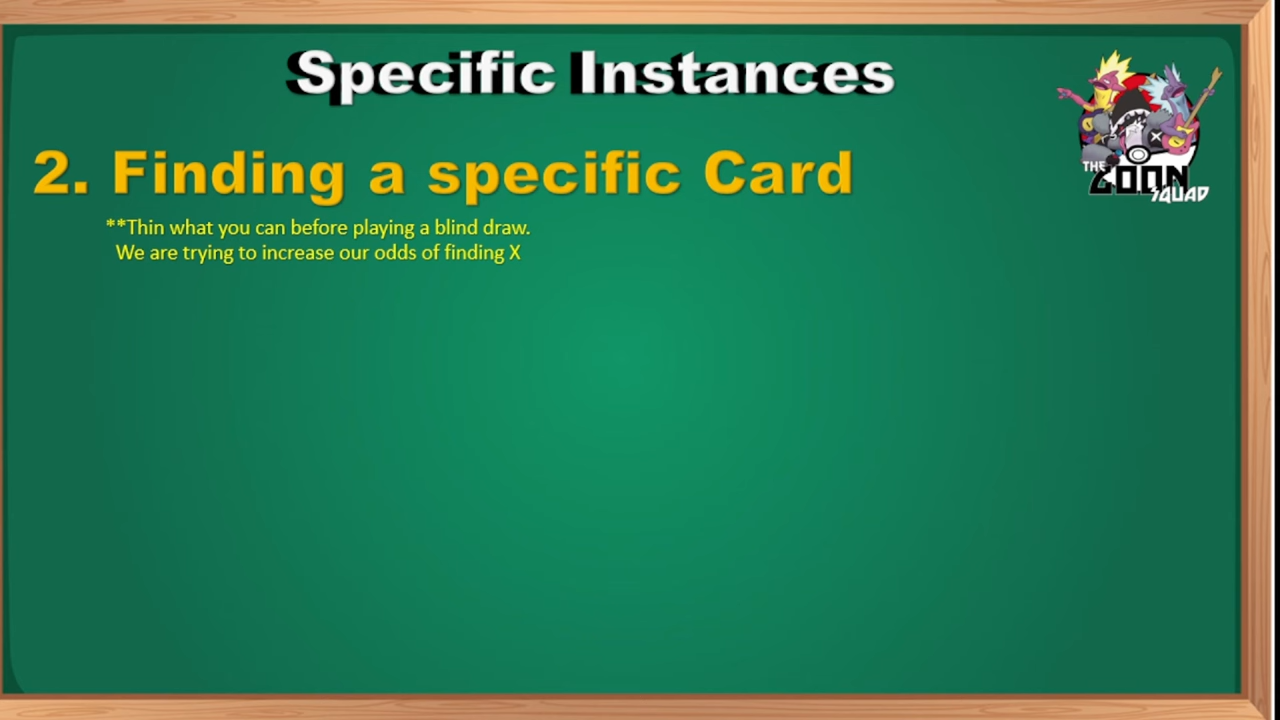 Specific Instances
2. Finding a specific Card
**Thin what you can before playing a blind draw.
We are trying to increase our odds of finding X
THE
GOON
SQUAD